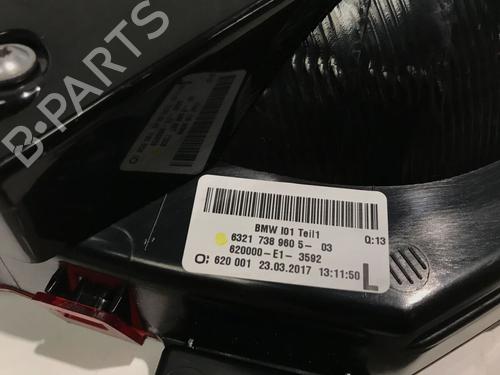 B-PARTS
BMW I01 Teil1
Q:13
6321 738 960 5- 03
620000-E1- 3592
O: 620 001 23.03.2017 13:11:50
L